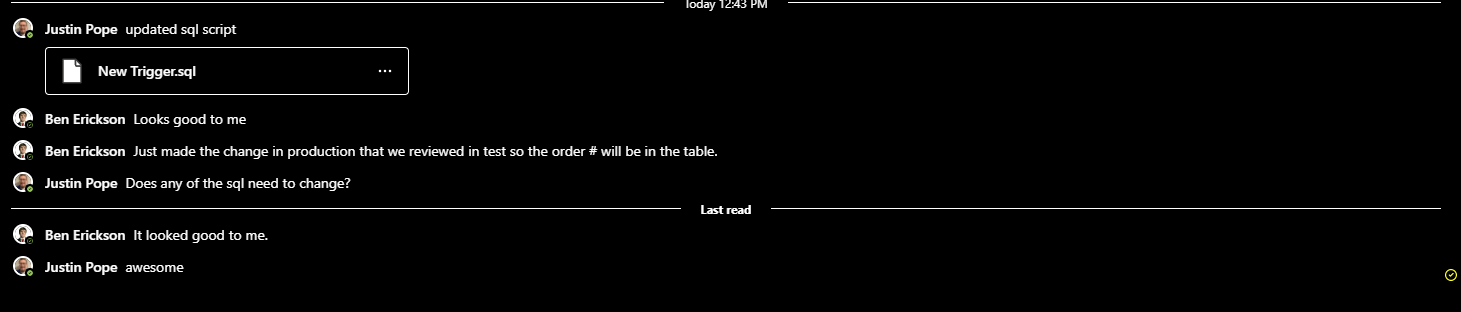 Today 12:43 PM
Justin Pope updated sql script
New Trigger.sql
Ben Erickson Looks good to me
Ben Erickson Just made the change in production that we reviewed in test so the order # will be in the table.
Justin Pope Does any of the sql need to change?
Last read
Ben Erickson It looked good to me.
Justin Pope awesome